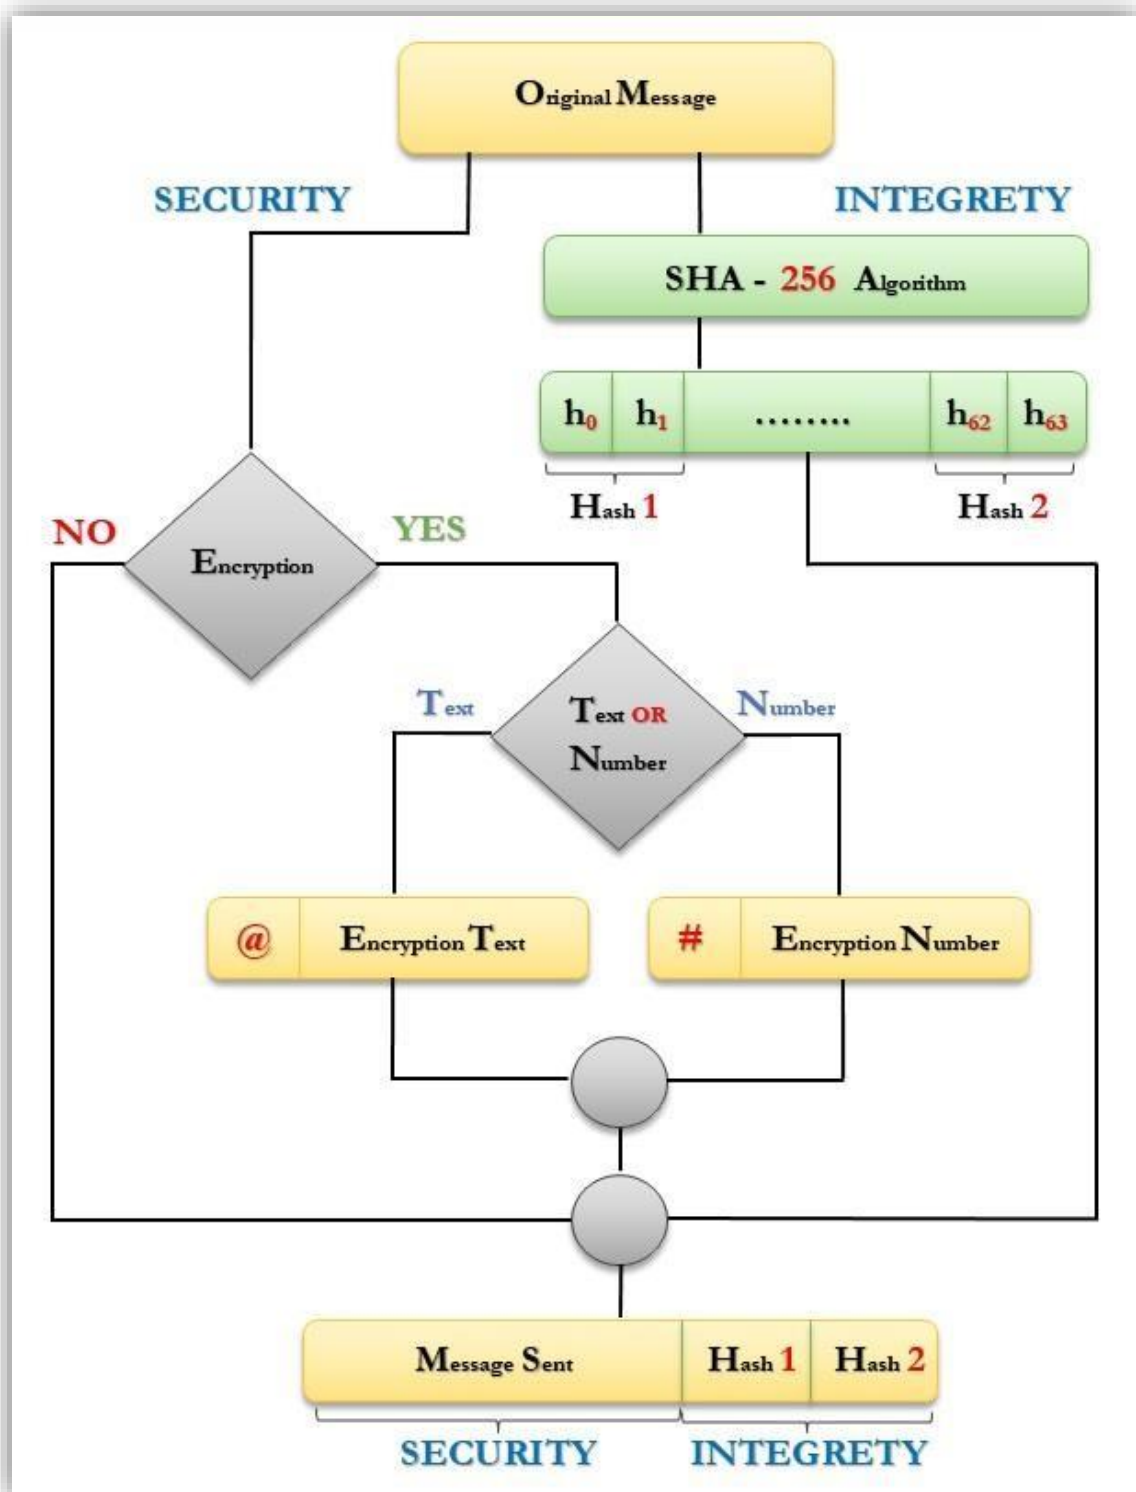 Original Message
SECURITY
INTEGRETY
SHA - 256 Algorithm
h0 h1 ........ h62 h63
Hash 1
Hash 2
NO
YES
Encryption
Text
Text OR
Number
Number
@ Encryption Text
# Encryption Number
Message Sent
Hash 1
Hash 2
SECURITY
INTEGRETY